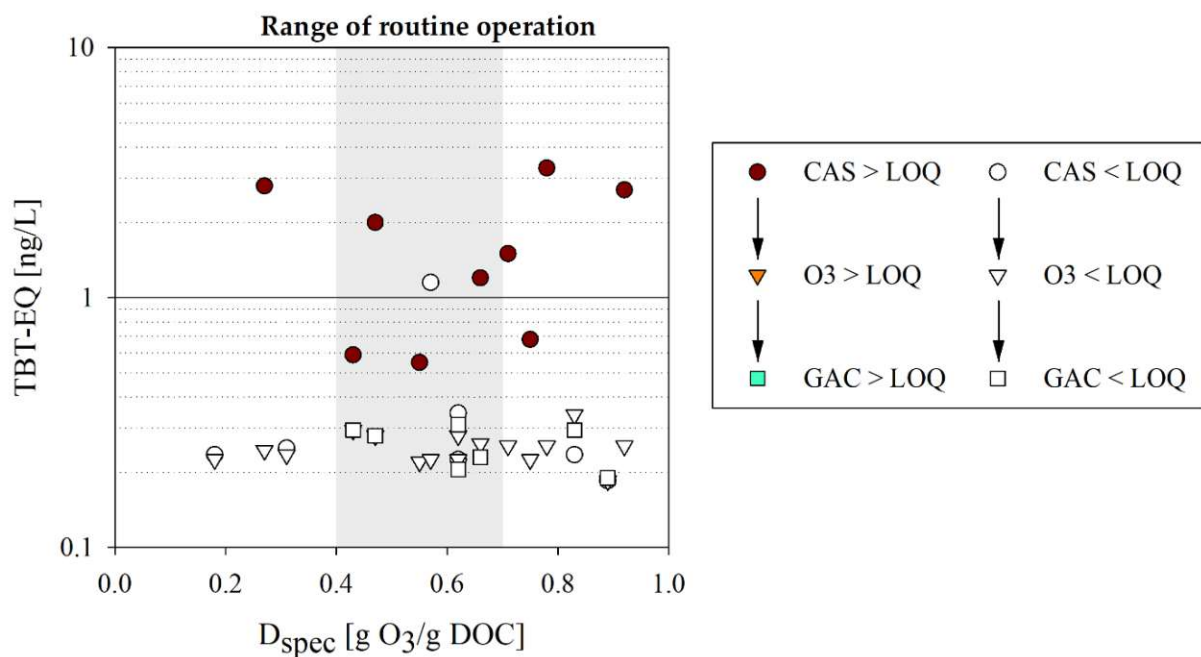 Range of routine operation
10
1
0.1
TBT-EQ [ng/L]
0.0 0.2 0.4 0.6 0.8 1.0
Dspec [g O3/g DOC]
CAS > LOQ CAS < LOQ
O3 > LOQ O3 < LOQ
GAC > LOQ GAC < LOQ